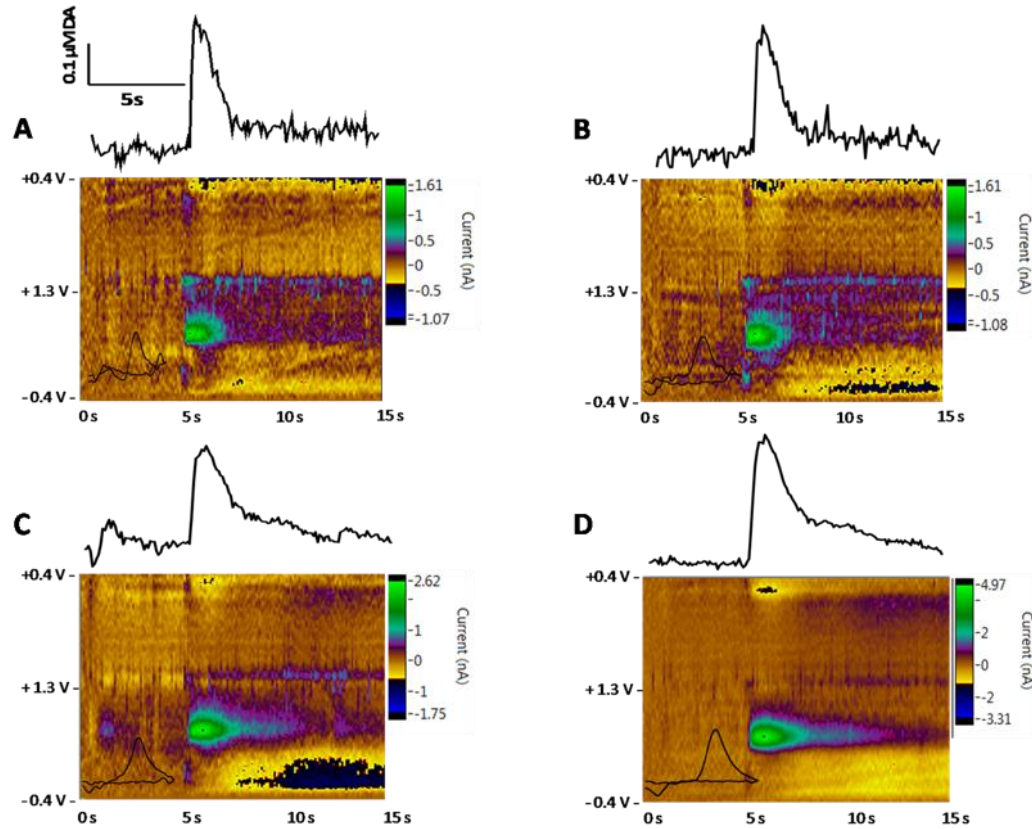 0.1 µMDA
5s
A
+0.4 V
+1.3 V
-0.4 V
0 s
5 s
10 s
15 s
1.61
1
0.5
0
-0.5
=-1.07
Current (nA)
B
+0.4 V
+1.3 V
-0.4 V
0 s
5 s
10 s
15 s
1.61
1
0.5
0
-0.5
=-1.08
Current (nA)
C
+0.4 V
+1.3 V
-0.4 V
0 s
5 s
10 s
15 s
2.62
2
1
0
-1
-1.75
Current (nA)
D
+0.4 V
+1.3 V
-0.4 V
0 s
5 s
10 s
15 s
4.97
4
2
0
-2
-3.31
Current (nA)